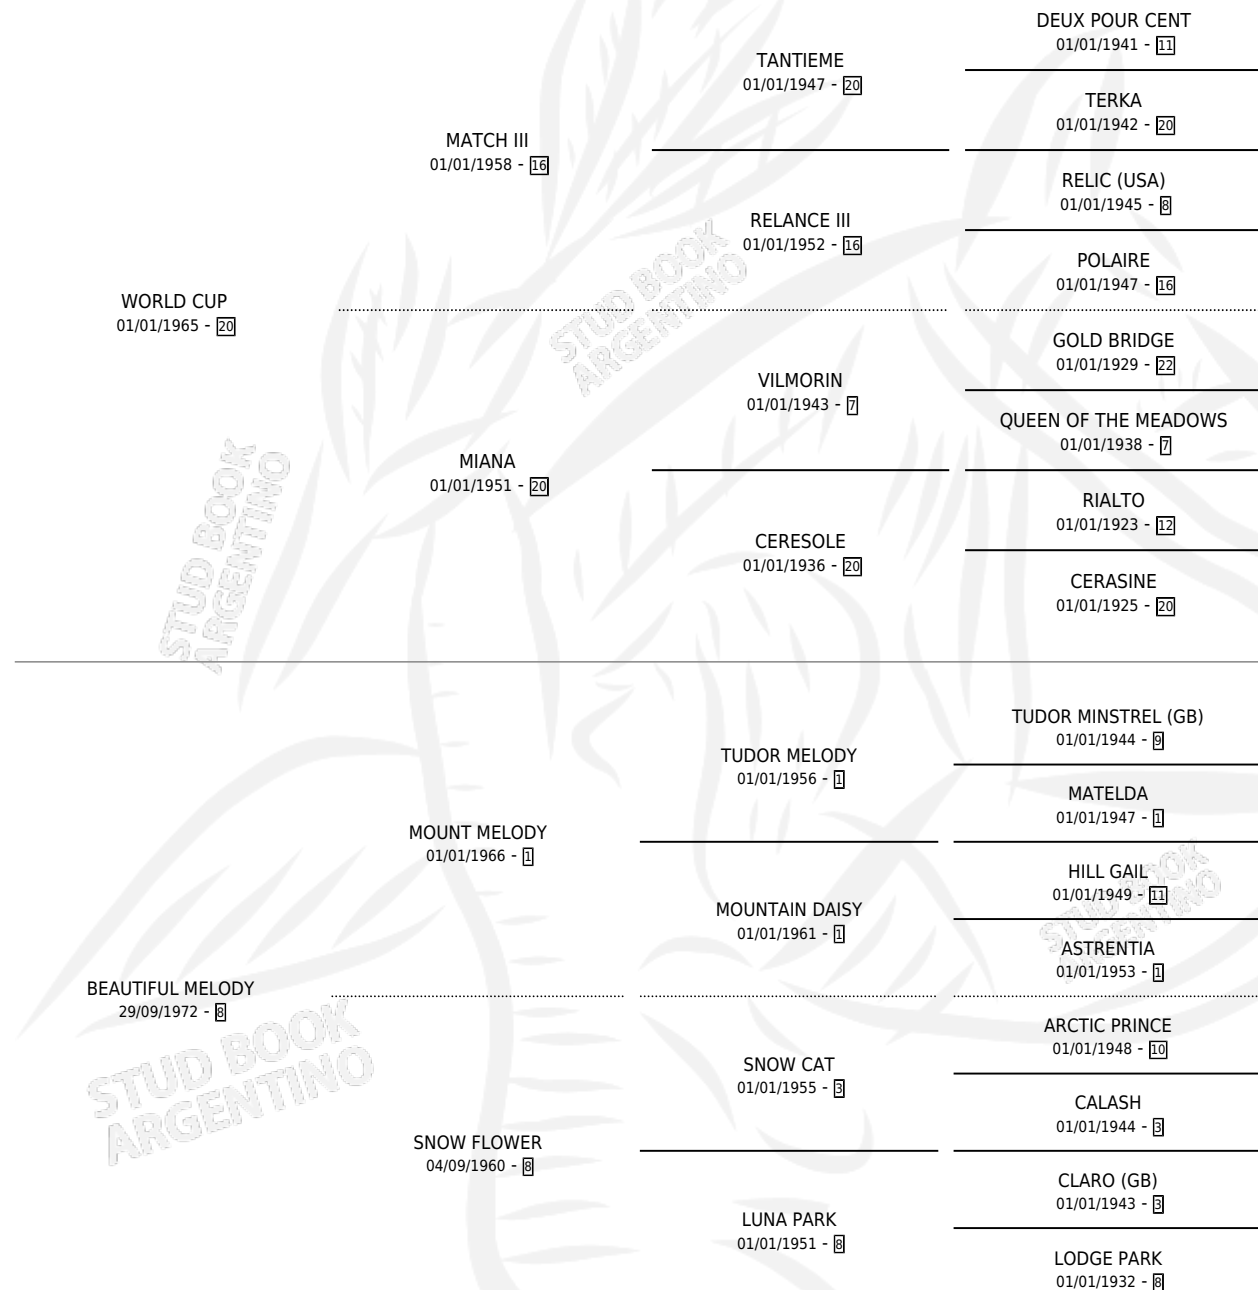 DEUX POUR CENT
01/01/1941 - 11
TANTIEME
01/01/1947 - 20
TERKA
01/01/1942 - 20
MATCH III
01/01/1958 - 16
RELIC (USA)
01/01/1945 - 8
RELANCE III
01/01/1952 - 16
POLAIRE
01/01/1947 - 16
WORLD CUP
01/01/1965 - 20
GOLD BRIDGE
01/01/1929 - 22
VILMORIN
01/01/1943 - 7
QUEEN OF THE MEADOWS
01/01/1938 - 7
MIANA
01/01/1951 - 20
RIALTO
01/01/1923 - 12
CERESOLE
01/01/1936 - 20
CERASINE
01/01/1925 - 20
STUD BOOK
ARGENTINO
STUD BOOK
ARGENTINO
TUDOR MINSTREL (GB)
01/01/1944 - 9
TUDOR MELODY
01/01/1956 - 1
MATELDA
01/01/1947 - 1
MOUNT MELODY
01/01/1966 - 1
HILL GAIL
01/01/1949 - 11
MOUNTAIN DAISY
01/01/1961 - 1
ASTRENTIA
01/01/1953 - 1
STUD BOOK
ARGENTINO
BEAUTIFUL MELODY
29/09/1972 - 8
ARCTIC PRINCE
01/01/1948 - 10
SNOW CAT
01/01/1955 - 3
CALASH
01/01/1944 - 3
STUD BOOK
ARGENTINO
SNOW FLOWER
04/09/1960 - 8
CLARO (GB)
01/01/1943 - 3
LUNA PARK
01/01/1951 - 8
LODGE PARK
01/01/1932 - 8